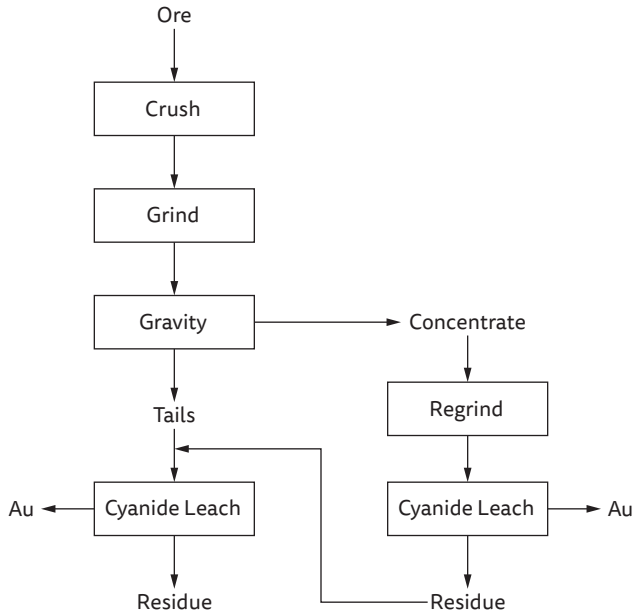 Ore
Crush
Grind
Gravity
Concentrate
Tails
Regrind
Au
Cyanide Leach
Cyanide Leach
Au
Residue
Residue